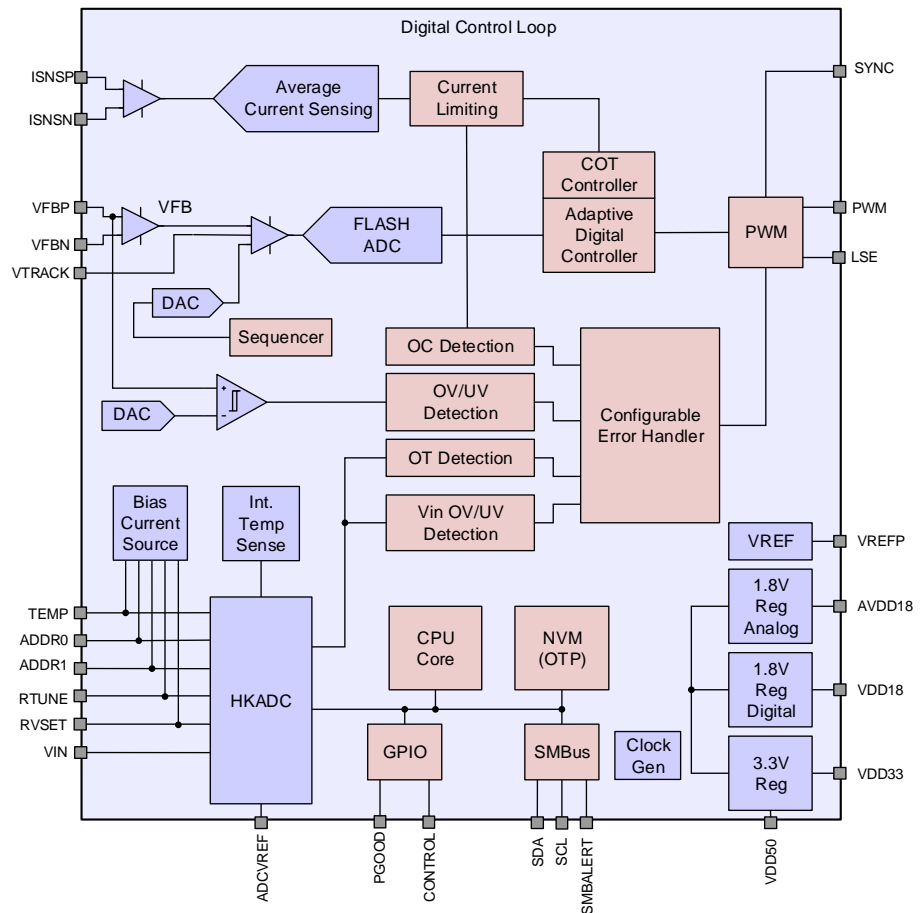 Digital Control Loop
ISNSP
ISNSN
Average
Current Sensing
Current
Limiting
SYNC
COT
Controller
Adaptive
Digital
Controller
VFBP
VFB
VFBN
VTRACK
FLASH
ADC
PWM
PWM
LSE
DAC
Sequencer
OC Detection
+
-
DAC
OV/UV
Detection
Configurable
Error Handler
OT Detection
Vin OV/UV
Detection
Bias
Current
Source
Int.
Temp
Sense
VREF
VREFP
1.8V
Reg
Analog
AVDD18
TEMP
ADDR0
ADDR1
RTUNE
RVSET
VIN
HKADC
CPU
Core
NVM
(OTP)
1.8V
Reg
Digital
VDD18
GPIO
SMBus
Clock
Gen
3.3V
Reg
VDD33
ADCVREF
PGOOD
CONTROL
SDA
SCL
SMBALERT
VDD50